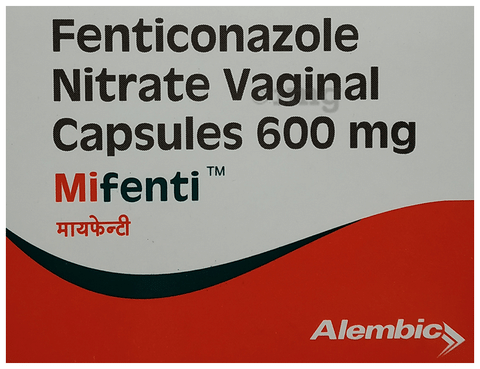 Fenticonazole
Nitrate Vaginal
Capsules 600 mg
Mifenti™
मायफेन्टी
Alembic